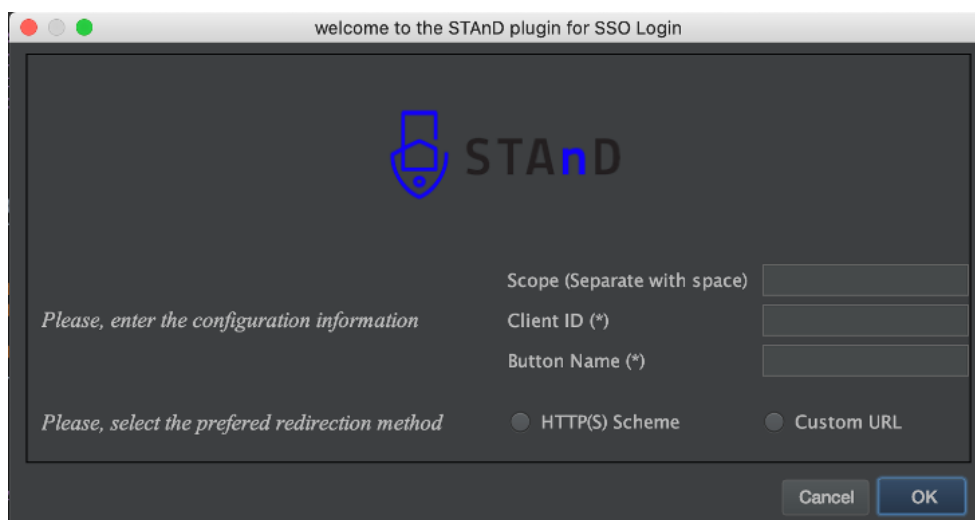 welcome to the STAnD plugin for SSO Login
STAnD
Scope (Separate with space)
Please, enter the configuration information
Client ID (*)
Button Name (*)
Please, select the prefered redirection method
HTTP(S) Scheme
Custom URL
Cancel
OK